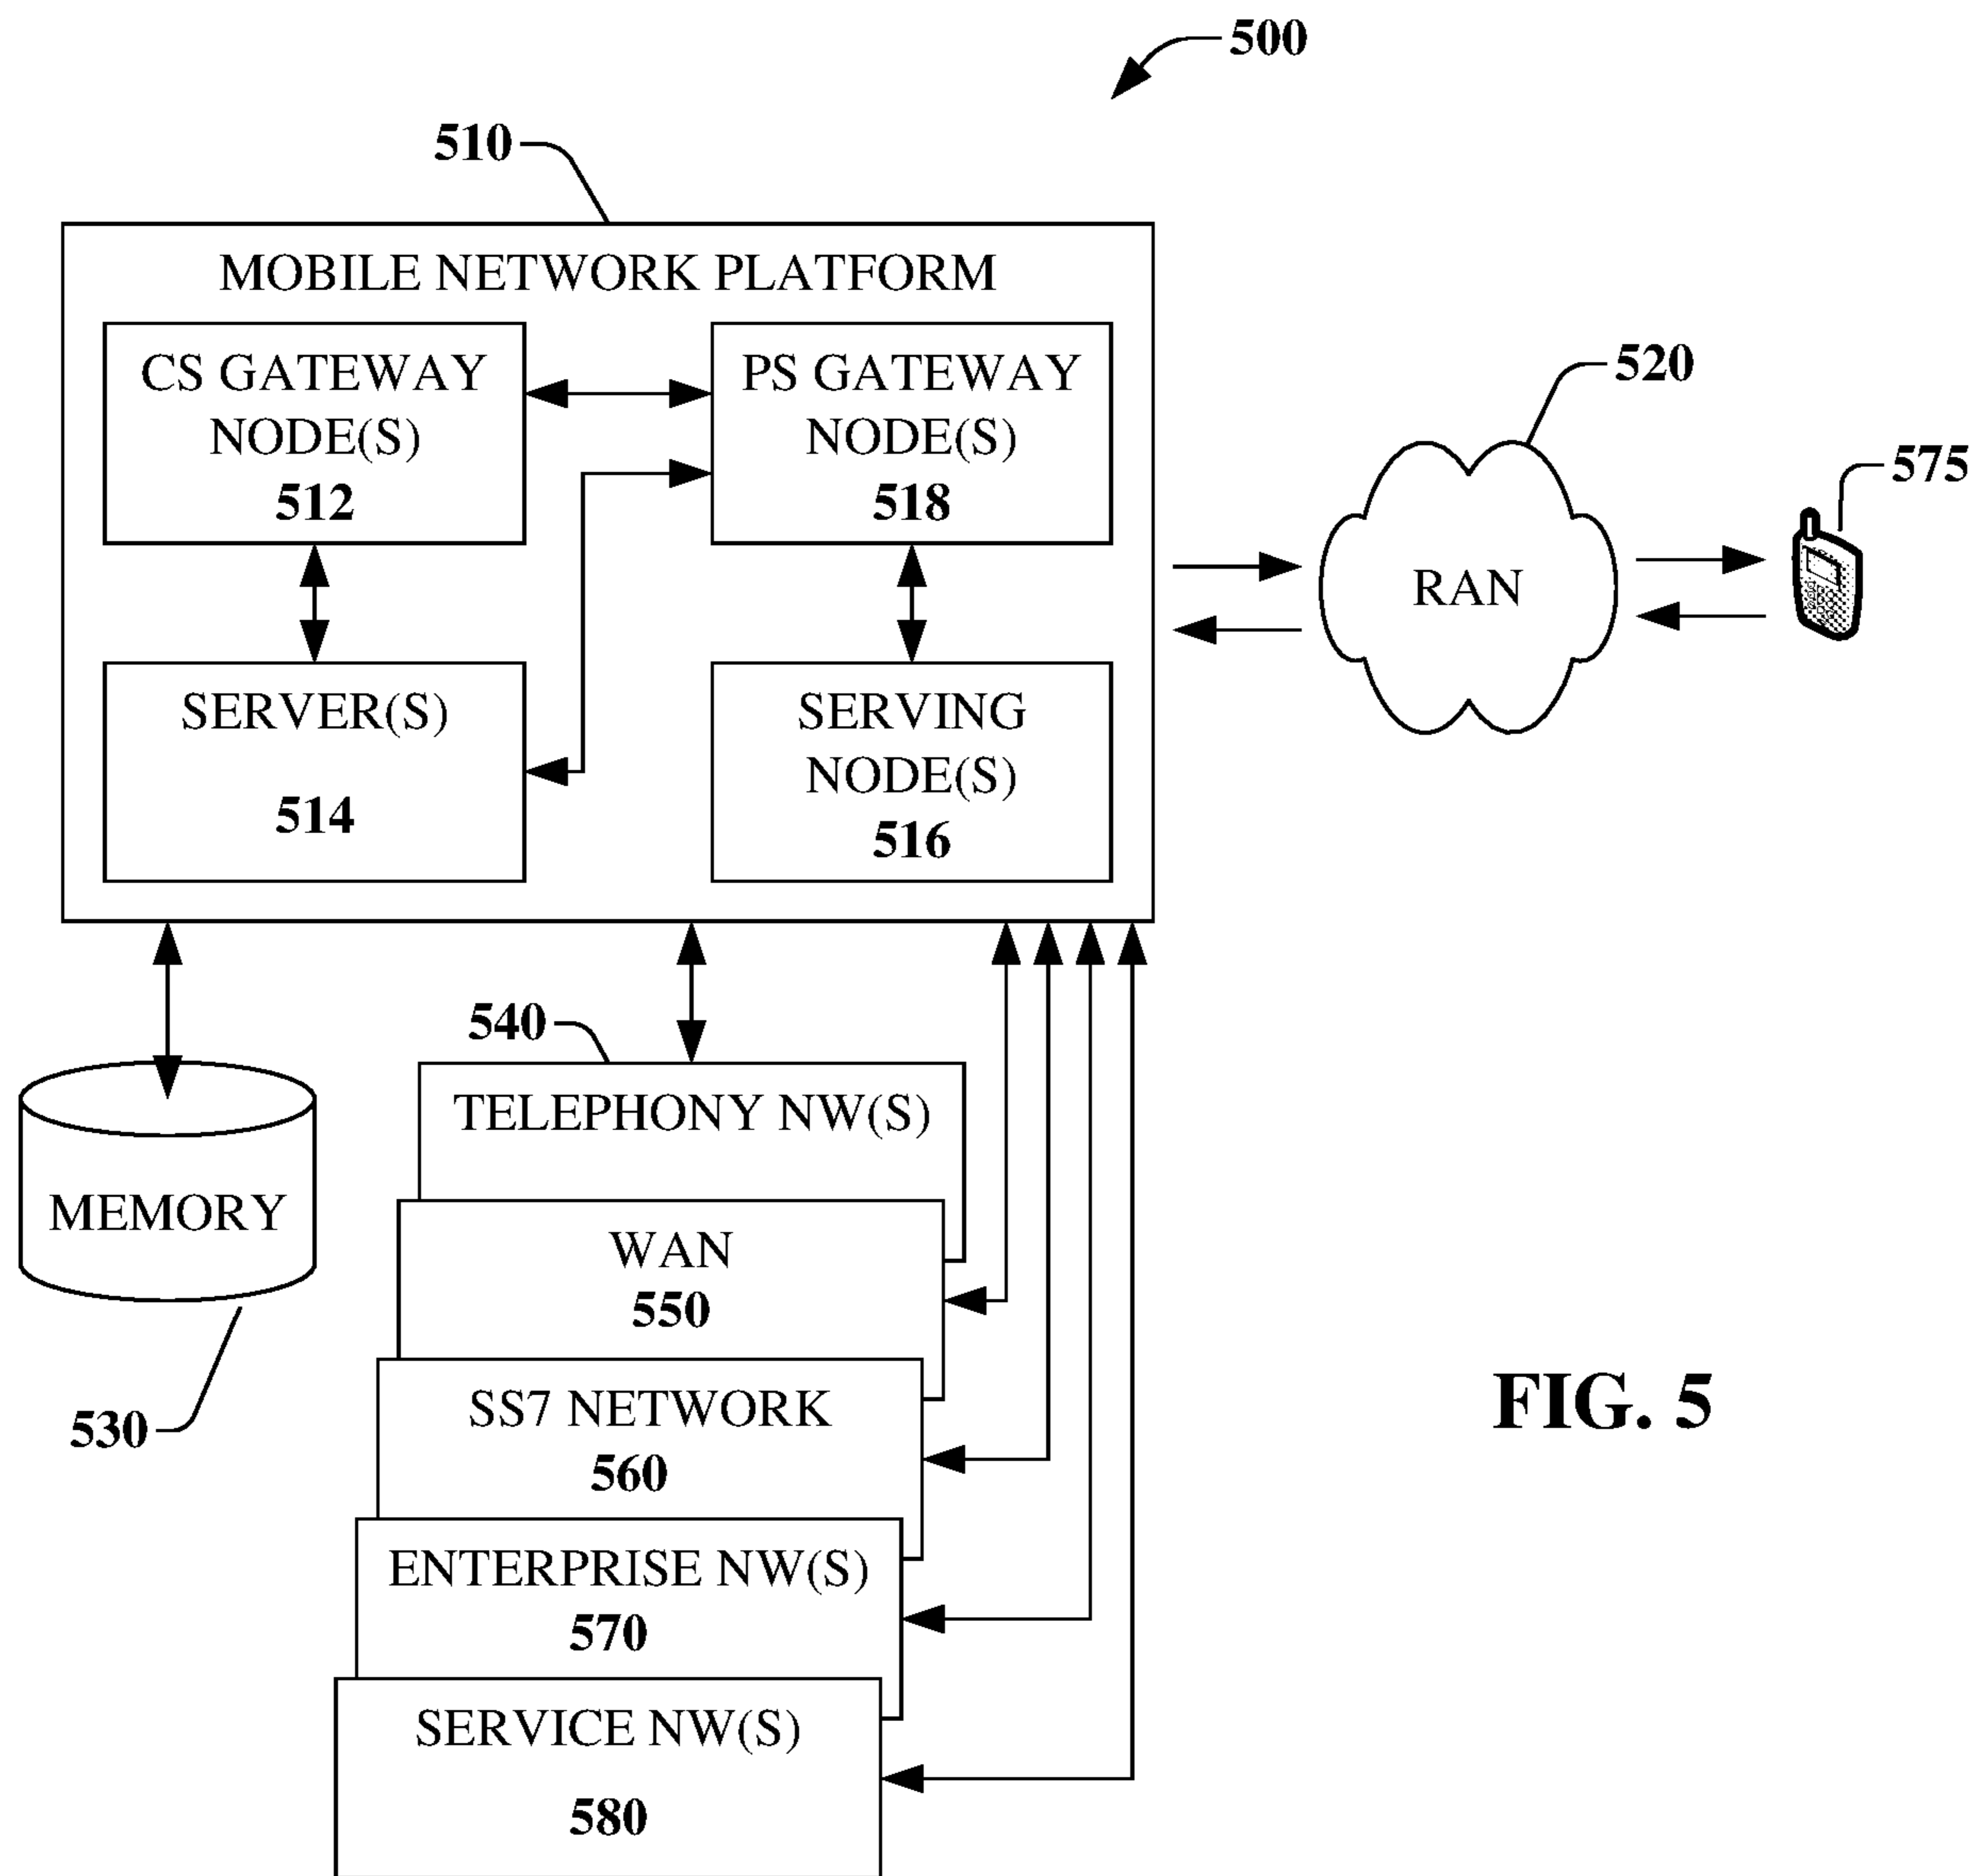 500
510
MOBILE NETWORK PLATFORM
CS GATEWAY
NODE(S)
512
PS GATEWAY
NODE(S)
518
SERVER(S)
514
SERVING
NODE(S)
516
520
RAN
575
540
TELEPHONY NW(S)
MEMORY
530
WAN
550
SS7 NETWORK
560
ENTERPRISE NW(S)
570
SERVICE NW(S)
580
FIG. 5